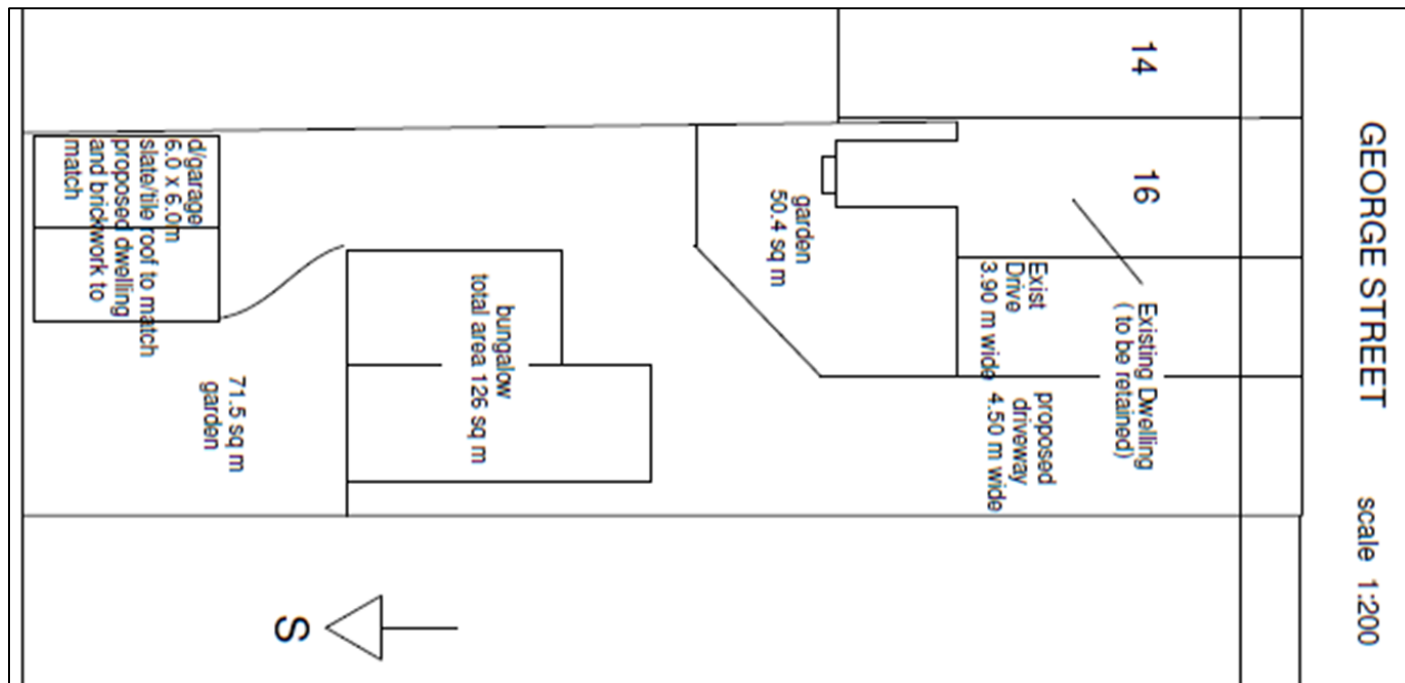 GEORGE STREET
scale 1:200
14
16
Existing Dwelling
( to be retained)
Exist
Drive
3.90 m wide
proposed
driveway
4.50 m wide
garden
50.4 sq m
bungalow
total area 126 sq m
71.5 sq m
garden
d/garage
6.0 x 6.0m
slate/tile roof to match
proposed dwelling
and brickwork to
match
S